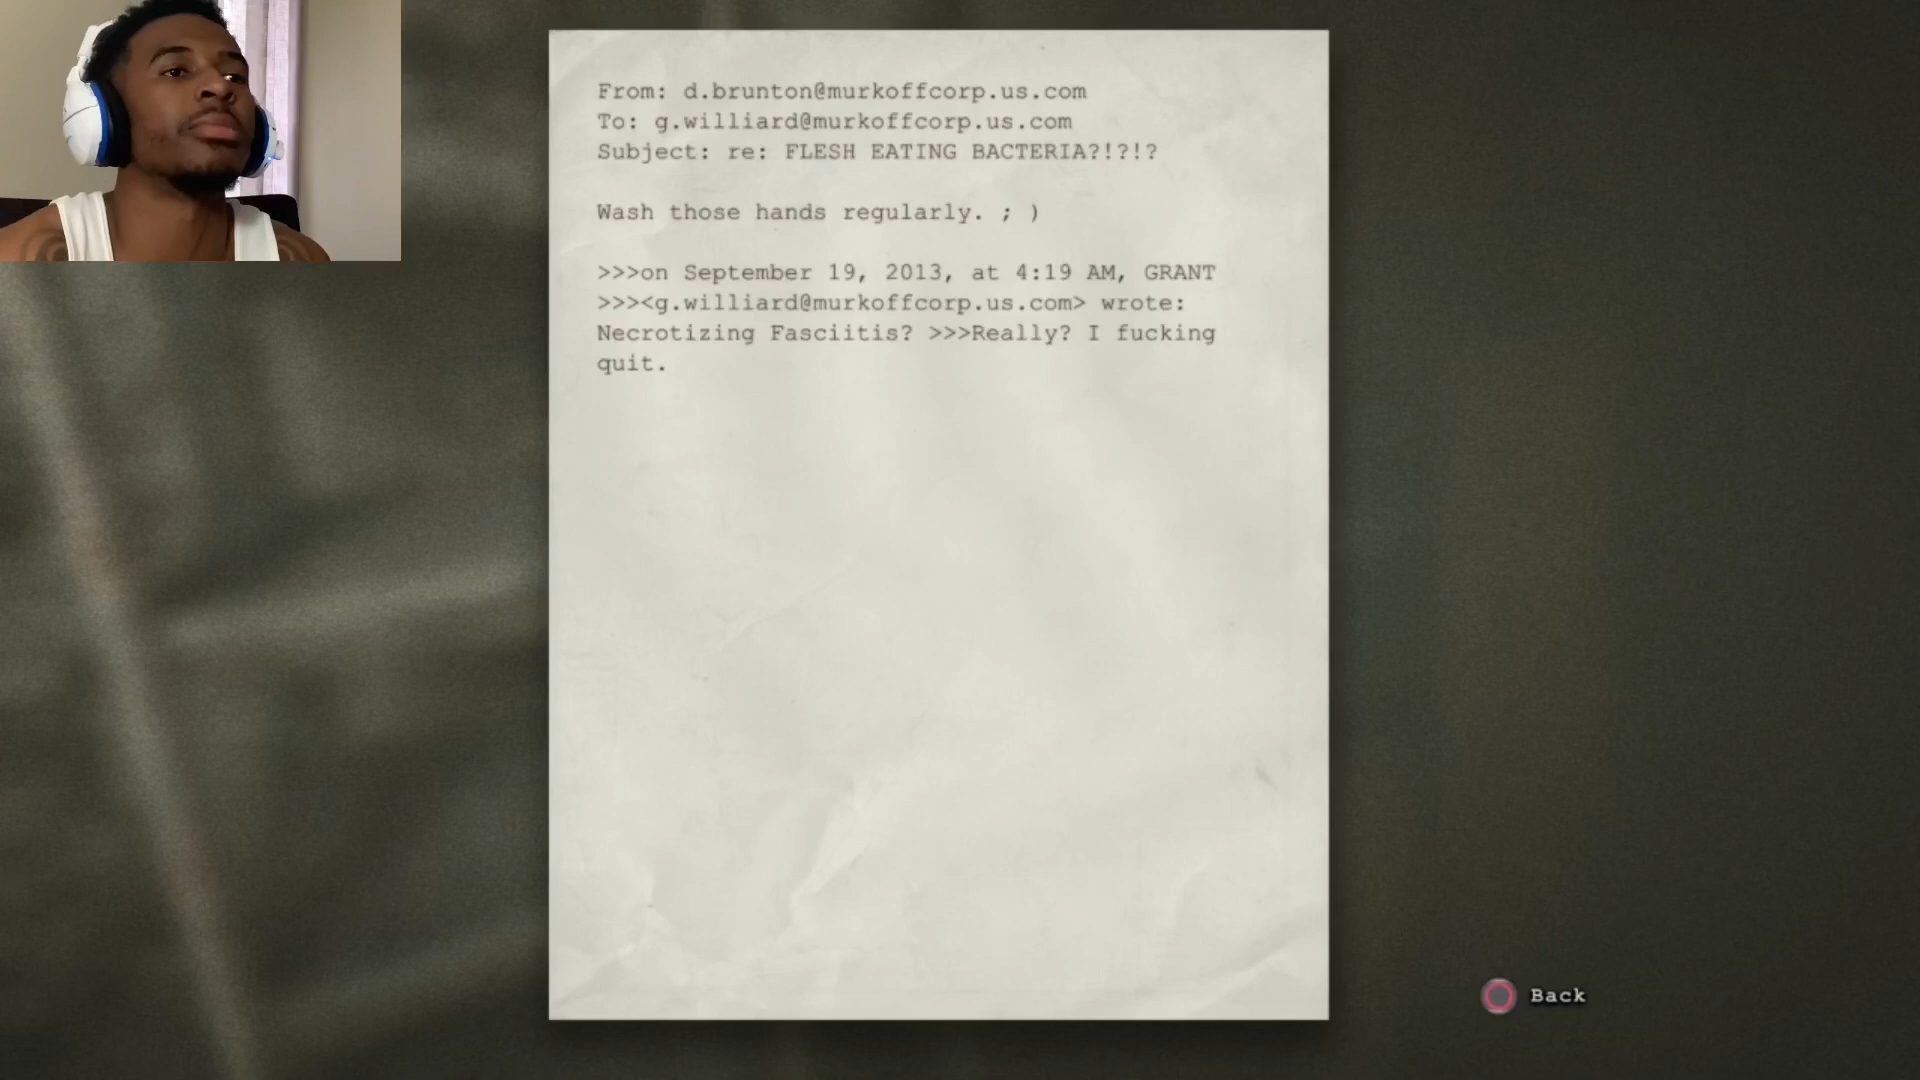 From: d.brunton@murkoffcorp.us.com
To: g.williard@murkoffcorp.us.com
Subject: re: FLESH EATING BACTERIA?!?!?
Wash those hands regularly. ; )
>>>on September 19, 2013, at 4:19 AM, GRANT
>>><g.williard@murkoffcorp.us.com> wrote:
Necrotizing Fasciitis? >>>Really? I fucking
quit.
Back